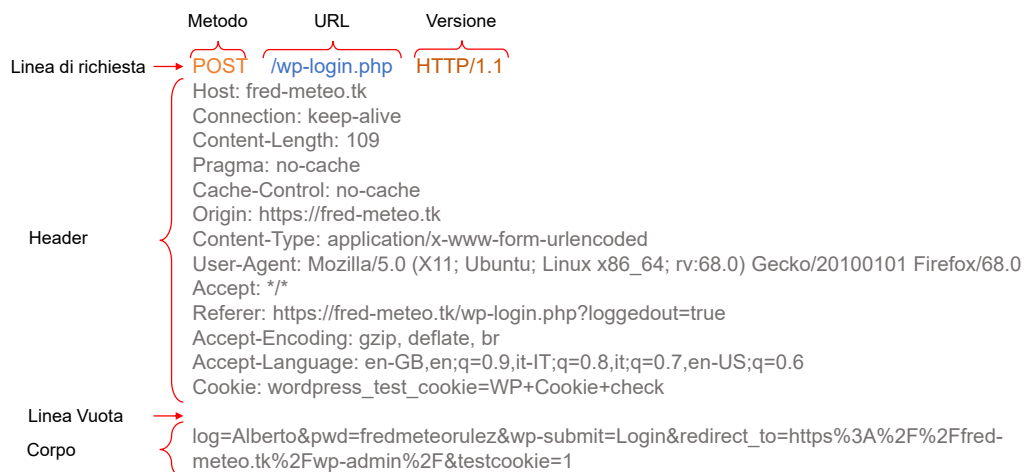 Metodo URL Versione
Linea di richiesta POST /wp-login.php HTTP/1.1
Host: fred-meteo.tk
Connection: keep-alive
Content-Length: 109
Pragma: no-cache
Cache-Control: no-cache
Origin: https://fred-meteo.tk
Header Content-Type: application/x-www-form-urlencoded
User-Agent: Mozilla/5.0 (X11; Ubuntu; Linux x86_64; rv:68.0) Gecko/20100101 Firefox/68.0
Accept: */*
Referer: https://fred-meteo.tk/wp-login.php?loggedout=true
Accept-Encoding: gzip, deflate, br
Accept-Language: en-GB,en;q=0.9,it-IT;q=0.8,it;q=0.7,en-US;q=0.6
Cookie: wordpress_test_cookie=WP+Cookie+check
Linea Vuota
Corpo log=Alberto&pwd=fredmeteorulez&wp-submit=Login&redirect_to=https%3A%2F%2Ffred-
meteo.tk%2Fwp-admin%2F&testcookie=1